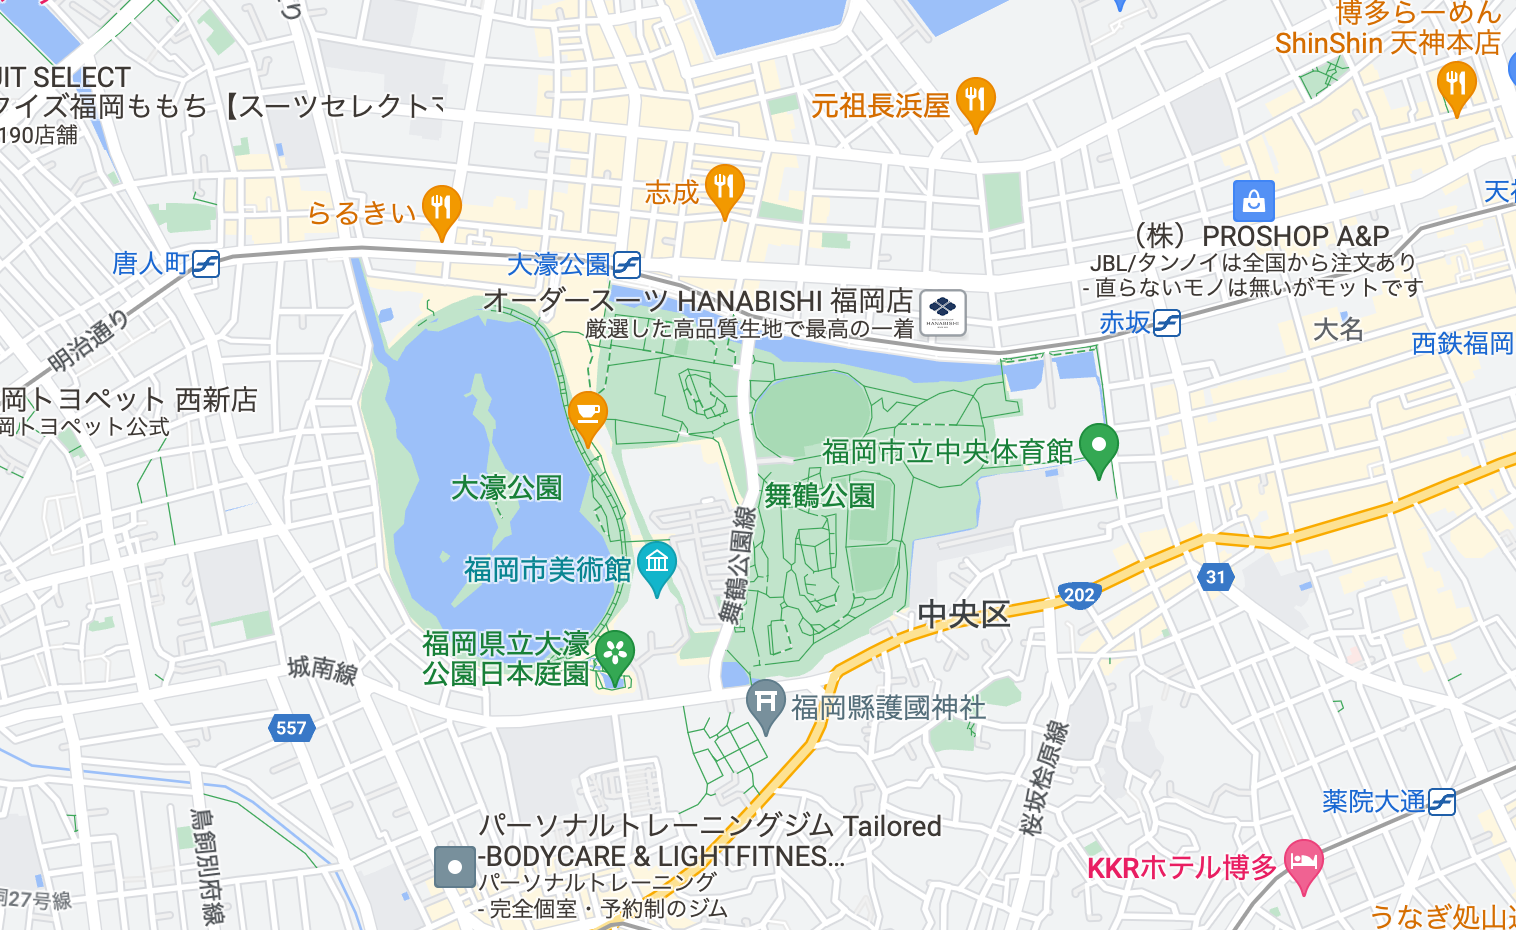 博多らーめん
ShinShin 天神本店
UIT SELECT
クイズ福岡ももち【スーツセレクト
190店舗
元祖長浜屋
志成
らるきい
（株）PROSHOP A&P
JBL/タンノイは全国から注文あり
- 直らないモノは無いがモットです
唐人町
大濠公園
オーダースーツ HANABISHI 福岡店
厳選した高品質生地で最高の一着
HANABISHI
赤坂
大名
西鉄福岡
明治通り
岡トヨペット 西新店
岡トヨペット公式
福岡市立中央体育館
大濠公園
舞鶴公園
舞鶴公園線
福岡市美術館
31
202
中央区
福岡県立大濠
公園日本庭園
城南線
557
福岡縣護國神社
桜坂桧原線
薬院大通
鳥飼別府線
パーソナルトレーニングジム Tailored
-BODYCARE & LIGHTFITNES...
パーソナルトレーニング
- 完全個室・予約制のジム
KKRホテル博多
27号線
うなぎ処山道